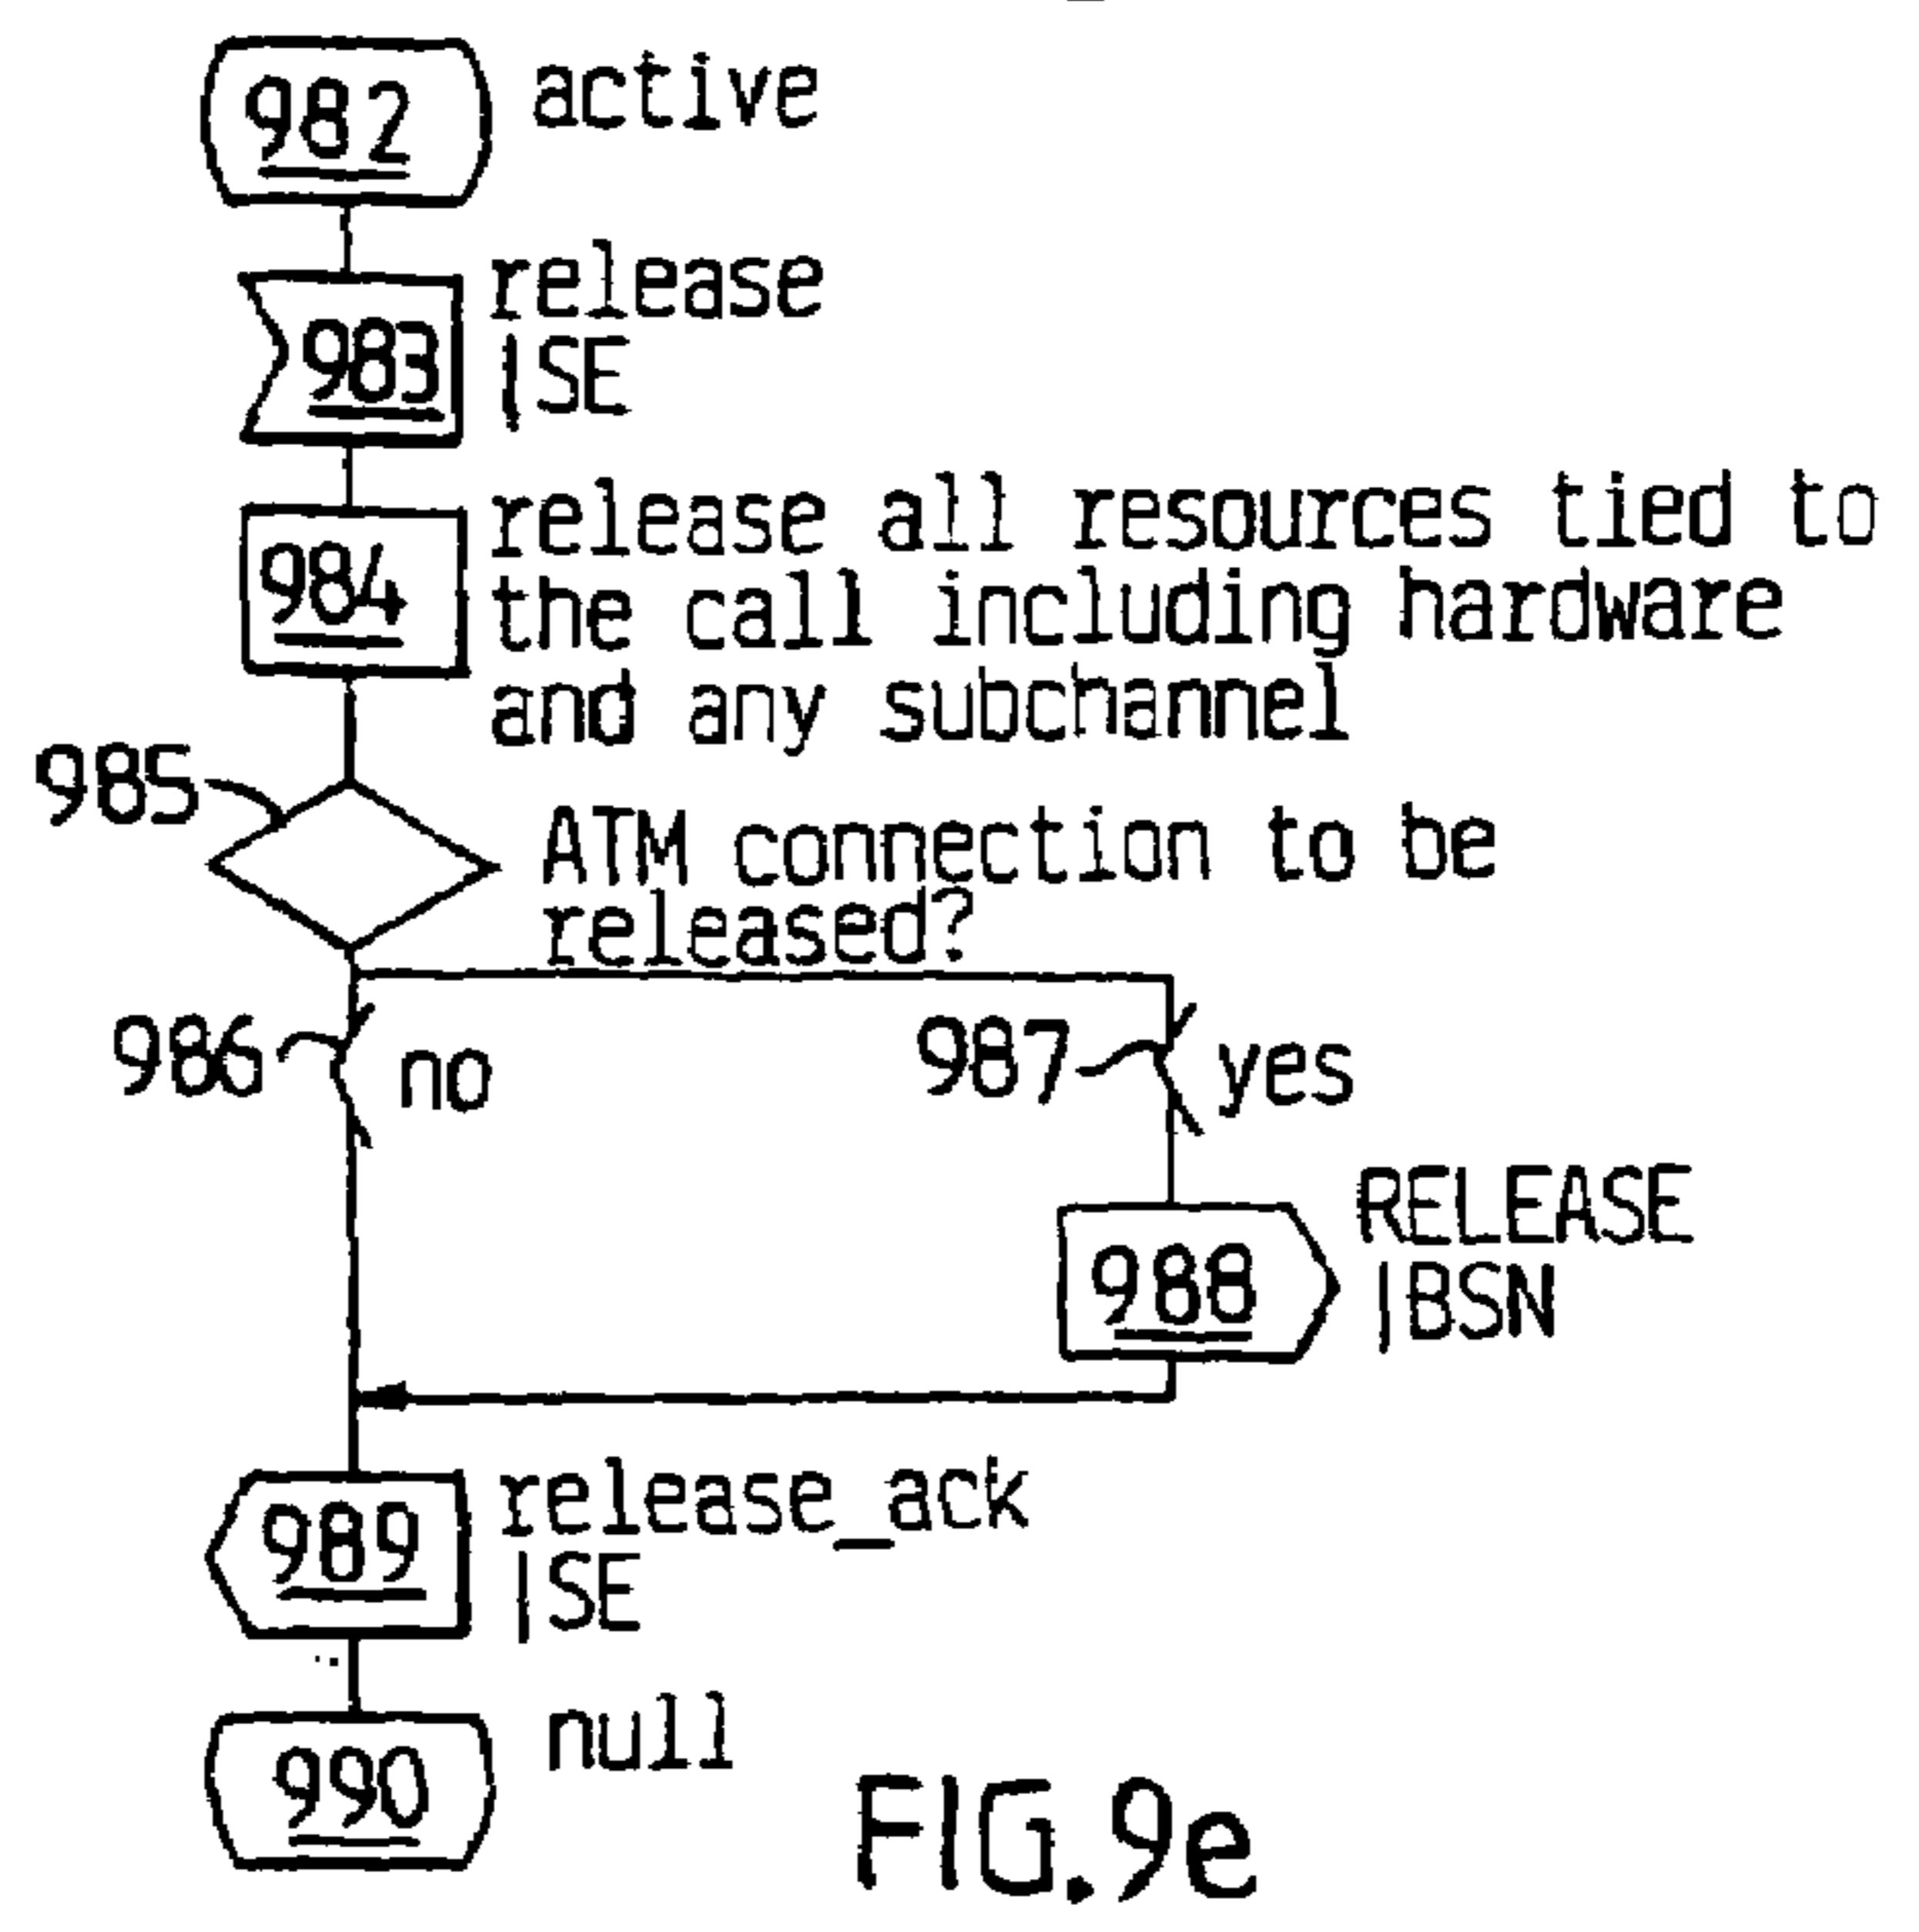 982 active
983 release
|SE
984 release all resources tied to
the call including hardware
and any subchannel
985 ATM connection to be
released?
986 no
987 yes
988 RELEASE
|BSN
989 release_ack
|SE
990 null
FIG.9e